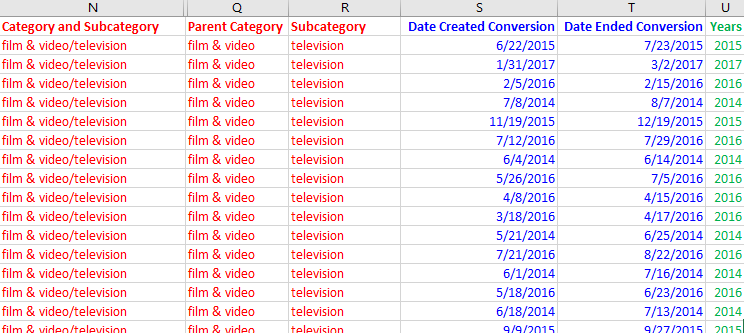 N Q R S T U
Category and Subcategory Parent Category Subcategory Date Created Conversion Date Ended Conversion Years
film & video/television film & video television 6/22/2015 7/23/2015 2015
film & video/television film & video television 1/31/2017 3/2/2017 2017
film & video/television film & video television 2/5/2016 2/15/2016 2016
film & video/television film & video television 7/8/2014 8/7/2014 2014
film & video/television film & video television 11/19/2015 12/19/2015 2015
film & video/television film & video television 7/12/2016 7/29/2016 2016
film & video/television film & video television 6/4/2014 6/14/2014 2014
film & video/television film & video television 5/26/2016 7/5/2016 2016
film & video/television film & video television 4/8/2016 4/15/2016 2016
film & video/television film & video television 3/18/2016 4/17/2016 2016
film & video/television film & video television 5/21/2014 6/25/2014 2014
film & video/television film & video television 7/21/2016 8/22/2016 2016
film & video/television film & video television 6/1/2014 7/16/2014 2014
film & video/television film & video television 5/18/2016 6/23/2016 2016
film & video/television film & video television 6/18/2014 7/13/2014 2014
film & video/television film & video television 9/9/2015 9/27/2015 2015